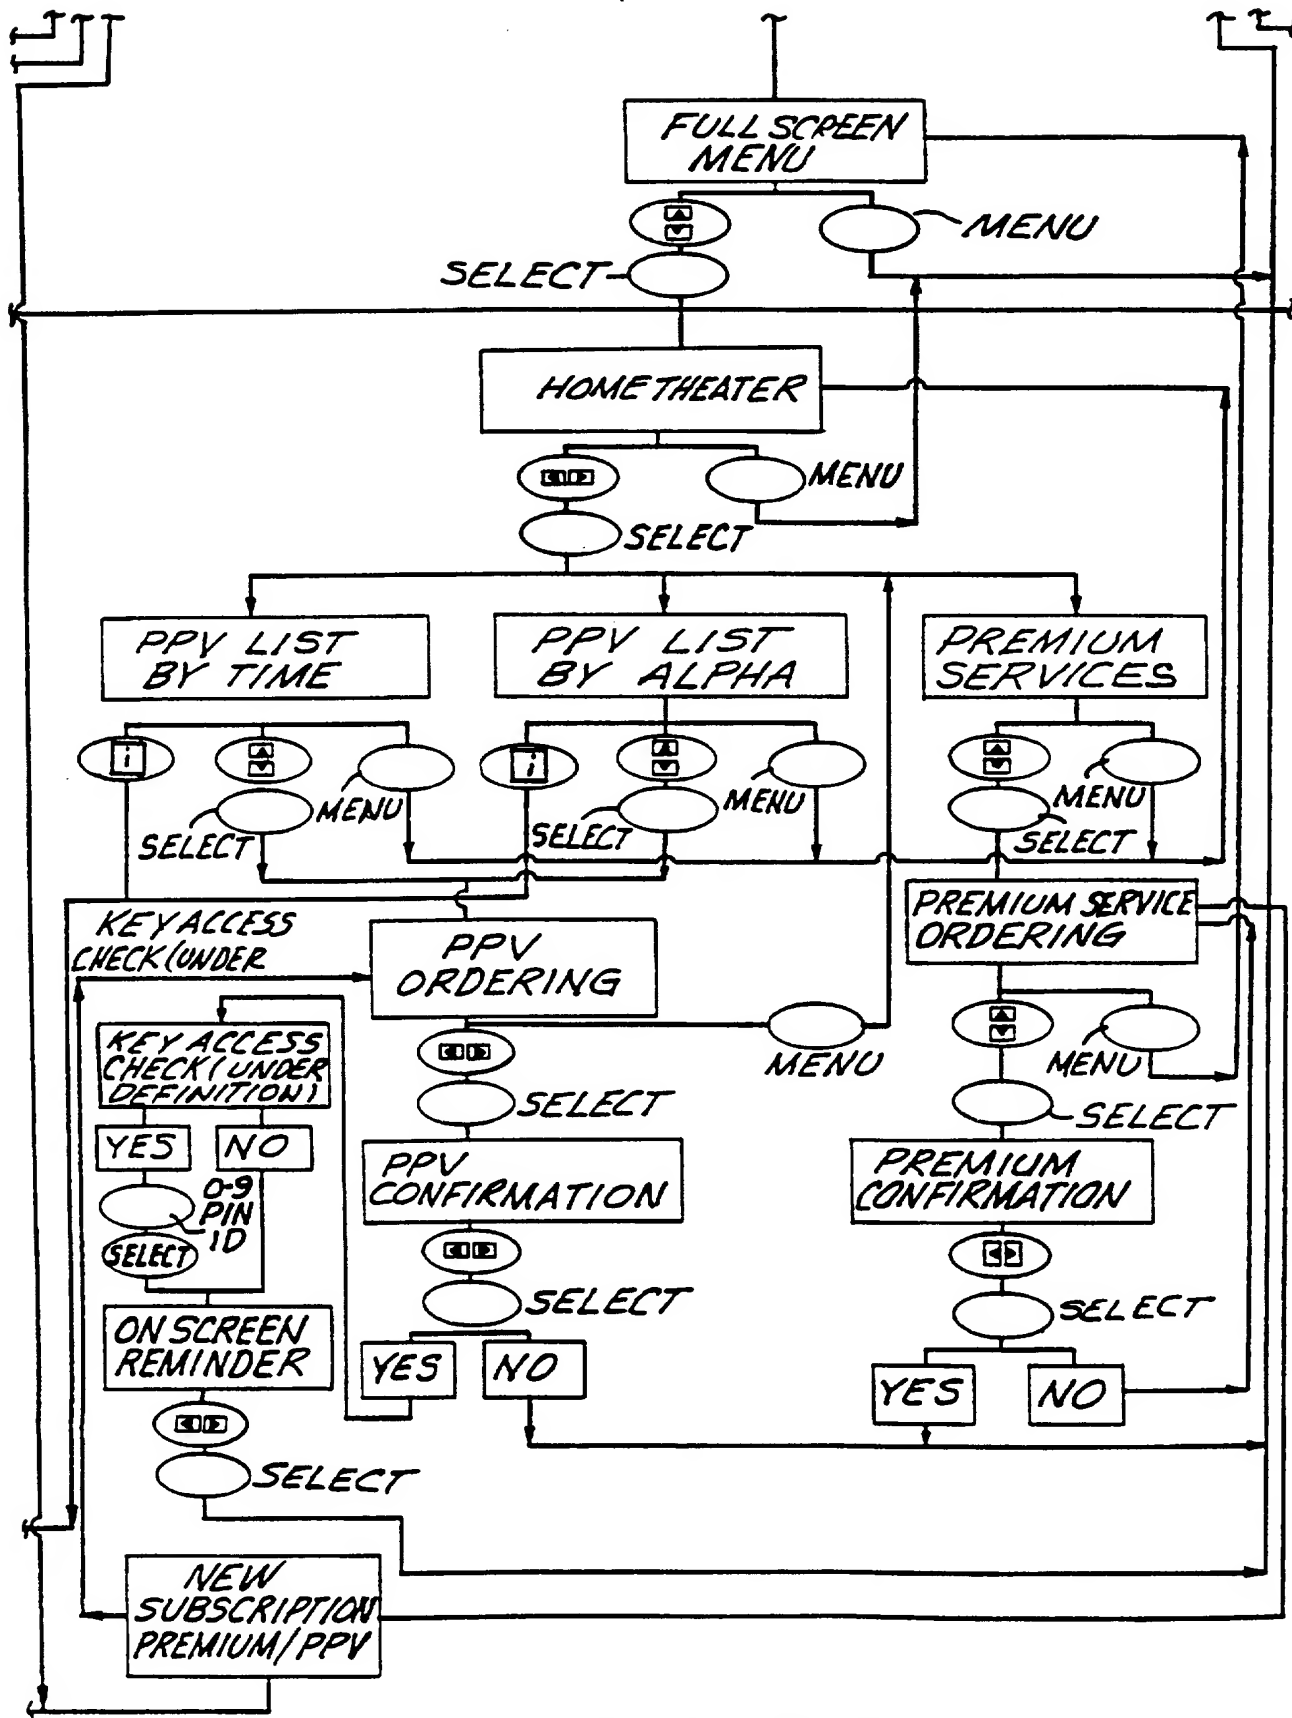 FULL SCREEN
MENU
MENU
SELECT
HOME THEATER
MENU
SELECT
PPV LIST
BY TIME
PPV LIST
BY ALPHA
PREMIUM
SERVICES
i
MENU
SELECT
i
MENU
SELECT
MENU
SELECT
KEY ACCESS
CHECK (UNDER
PPV
ORDERING
PREMIUM SERVICE
ORDERING
MENU
MENU
KEY ACCESS
CHECK (UNDER
DEFINITION)
SELECT
SELECT
YES
NO
PPV
CONFIRMATION
PREMIUM
CONFIRMATION
0-9
PIN
ID
SELECT
SELECT
SELECT
ON SCREEN
REMINDER
YES
NO
YES
NO
SELECT
NEW
SUBSCRIPTION
PREMIUM/PPV